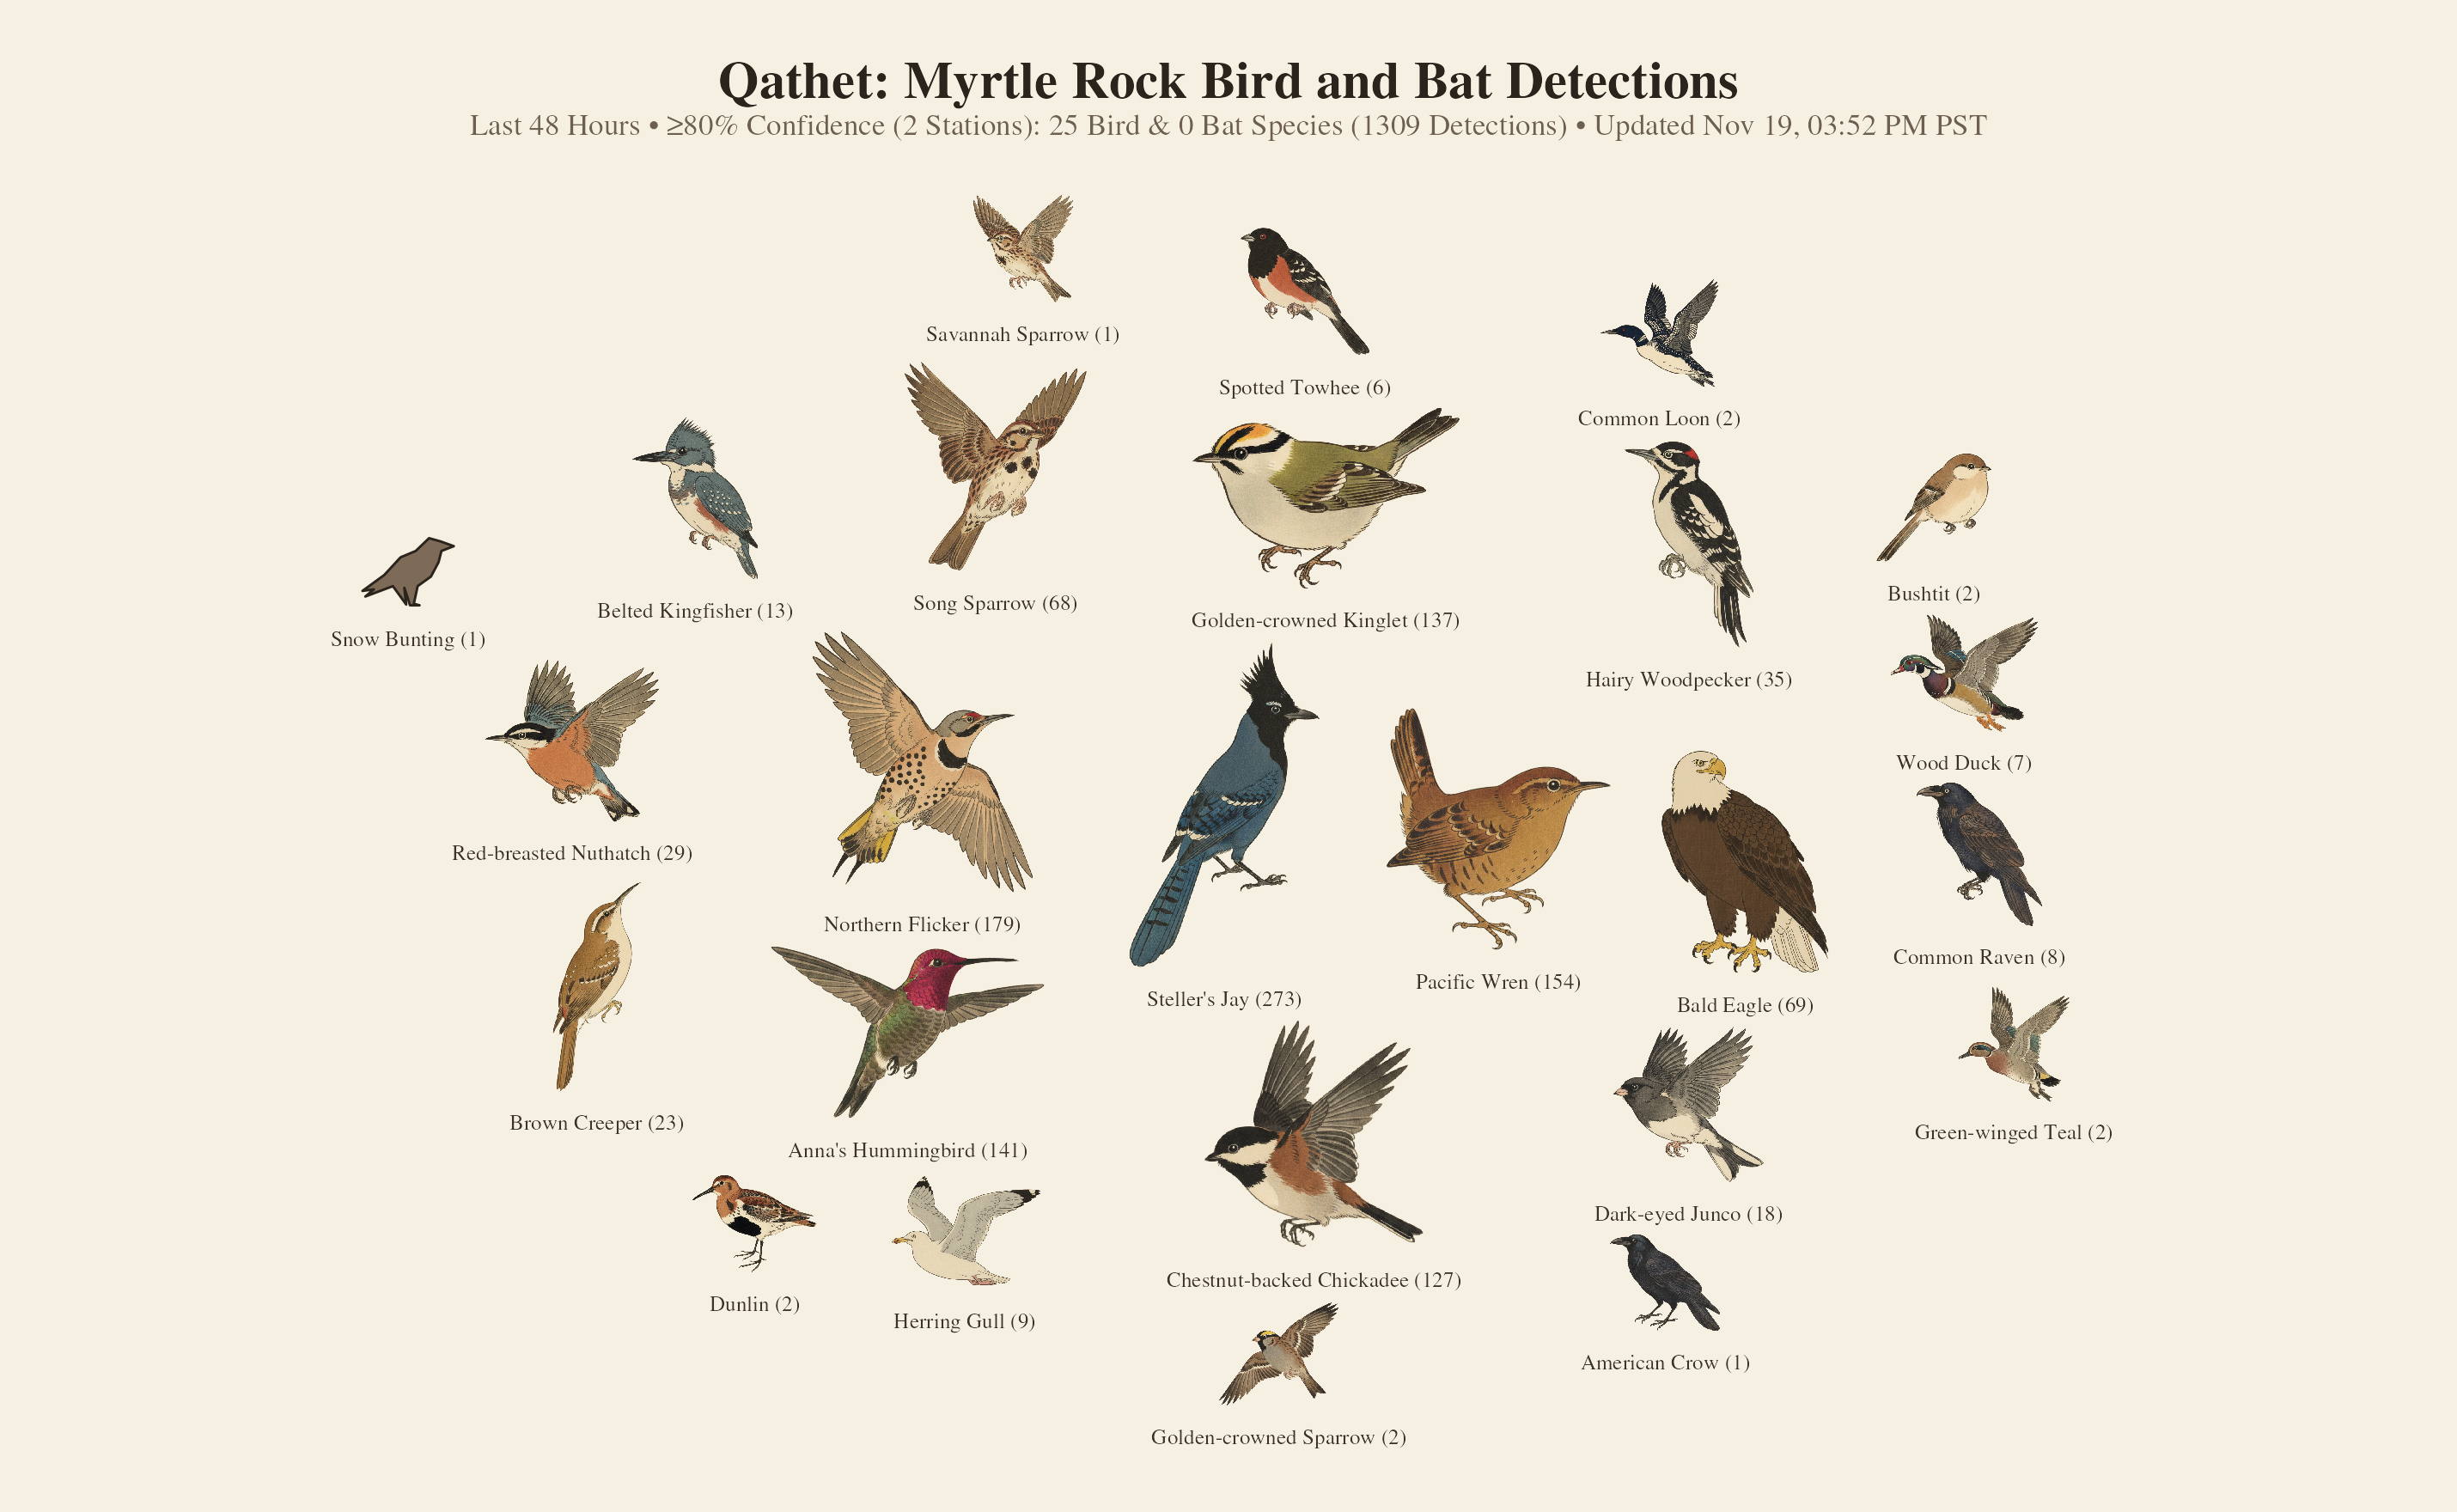 Qathet: Myrtle Rock Bird and Bat Detections
Last 48 Hours • ≥80% Confidence (2 Stations): 25 Bird & 0 Bat Species (1309 Detections) • Updated Nov 19, 03:52 PM PST
Savannah Sparrow (1)
Spotted Towhee (6)
Common Loon (2)
Snow Bunting (1)
Belted Kingfisher (13)
Song Sparrow (68)
Golden-crowned Kinglet (137)
Hairy Woodpecker (35)
Bushtit (2)
Wood Duck (7)
Red-breasted Nuthatch (29)
Northern Flicker (179)
Steller's Jay (273)
Pacific Wren (154)
Bald Eagle (69)
Common Raven (8)
Brown Creeper (23)
Anna's Hummingbird (141)
Green-winged Teal (2)
Dark-eyed Junco (18)
Dunlin (2)
Herring Gull (9)
Chestnut-backed Chickadee (127)
American Crow (1)
Golden-crowned Sparrow (2)